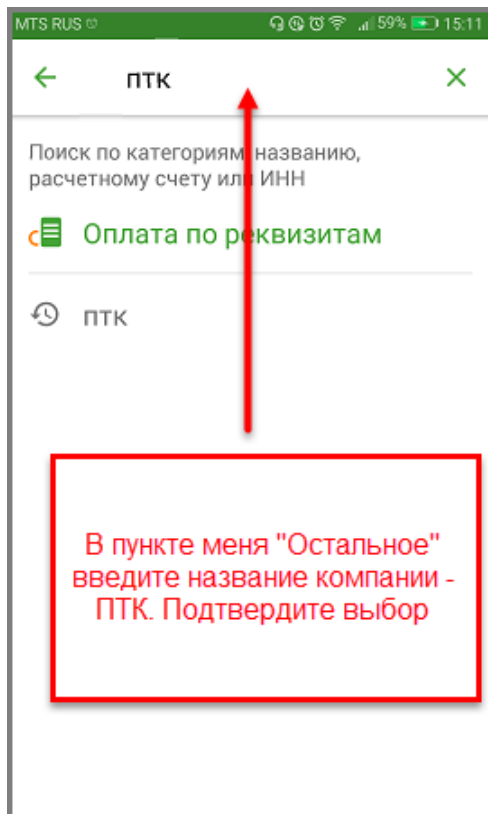 MTS RUS 59% 15:11
птк
Поиск по категориям, названию,
расчетному счету или ИНН
Оплата по реквизитам
птк
В пункте меня "Остальное"
введите название компании -
ПТК. Подтвердите выбор